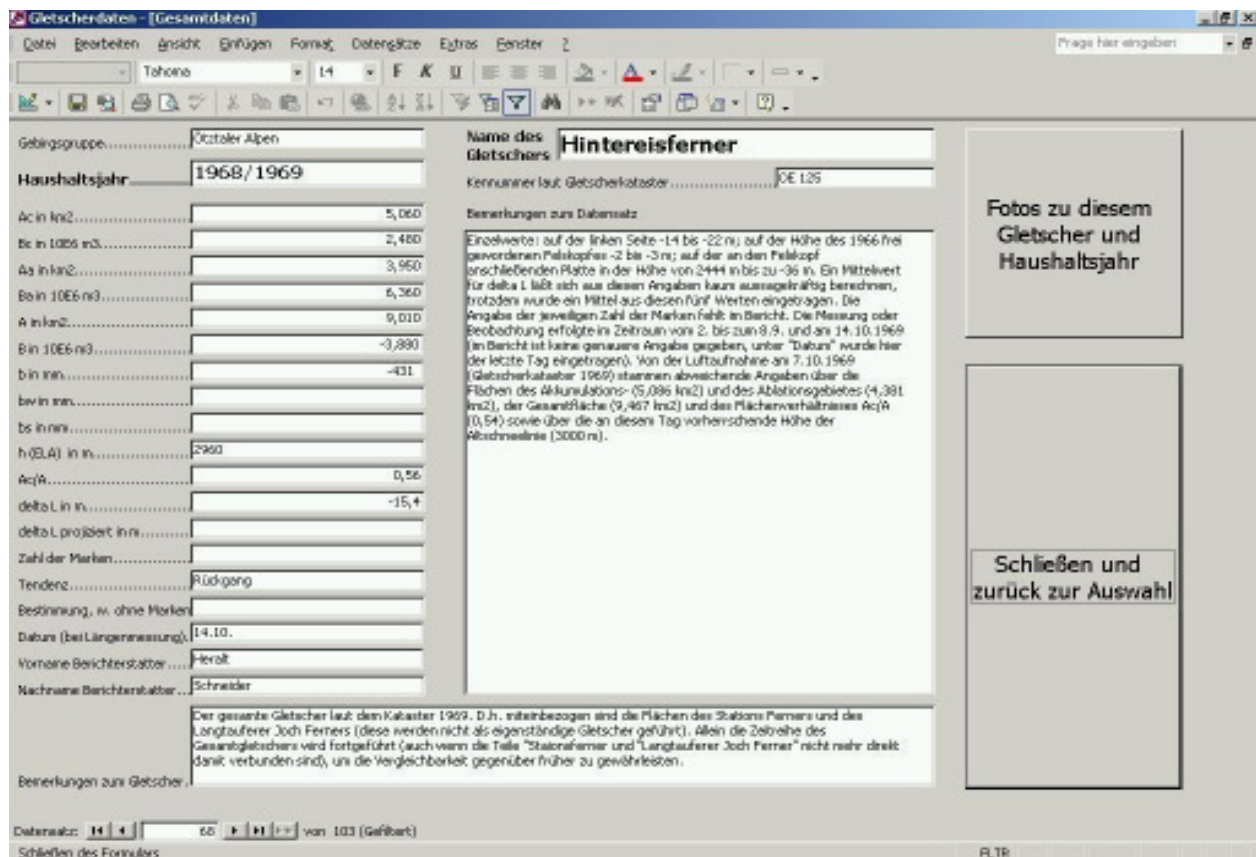 Gletscherdaten - [Gesamtdaten]
Datei Bearbeiten Ansicht Einfügen Format Datensätze Extras Fenster ?
Frage hier eingeben
Tahoma 14 F K U
Gebirgsgruppe
Ötztaler Alpen
Name des Gletschers
Hintereisferner
Haushaltsjahr
1968/1969
Kennummer laut Gletscherkataster
OE 125
Ac in km2 5,060
Bc in 10E6 m3 2,480
Aa in km2 3,950
Ba in 10E6 m3 6,360
A in km2 9,010
B in 10E6 m3 -3,880
b in mm -431
bw in mm
bs in mm
h (ELA) in m 2960
Ac/A 0,56
delta L in m -15,4
delta L projiziert in m
Zahl der Marken
Tendenz Rückgang
Bestimmung, w. ohne Marken
Datum (bei Längenmessung) 14.10.
Vorname Berichterstatter Heralt
Nachname Berichterstatter Schneider
Bemerkungen zum Datensatz
Einzelwerte: auf der linken Seite -14 bis -22 m; auf der Höhe des 1966 frei
gewordenen Felskopfes -2 bis -3 m; auf der an den Felskopf
anschließenden Platte in der Höhe von 2444 m bis zu -36 m. Ein Mittelwert
für delta L läßt sich aus diesen Angaben kaum aussagekräftig berechnen,
trotzdem wurde ein Mittel aus diesen fünf Werten eingetragen. Die
Angabe der jeweiligen Zahl der Marken fehlt im Bericht. Die Messung oder
Beobachtung erfolgte im Zeitraum vom 2. bis zum 8.9. und am 14.10.1969
(im Bericht ist keine genauere Angabe gegeben, unter "Datum" wurde hier
der letzte Tag eingetragen). Von der Luftaufnahme am 7.10.1969
(Gletscherkataster 1969) stammen abweichende Angaben über die
Flächen des Akkumulations- (5,086 km2) und des Ablationsgebietes (4,381
km2), der Gesamtfläche (9,467 km2) und des Flächenverhältnisses Ac/A
(0,54) sowie über die an diesem Tag vorherrschende Höhe der
Altschneelinie (3000 m).
Fotos zu diesem
Gletscher und
Haushaltsjahr
Schließen und
zurück zur Auswahl
Bemerkungen zum Gletscher
Der gesamte Gletscher laut dem Kataster 1969. D.h. miteinbezogen sind die Flächen des Stations Ferners und des
Langtauferer Joch Ferners (diese werden nicht als eigenständige Gletscher geführt). Allein die Zeitreihe des
Gesamtgletschers wird fortgeführt (auch wenn die Teile "Staionsferner und "Langtauferer Joch Ferner" nicht mehr direkt
damit verbunden sind), um die Vergleichbarkeit gegenüber früher zu gewährleisten.
Datensatz: 68 von 103 (Gefiltert)
Schließen des Formulars
FLTR